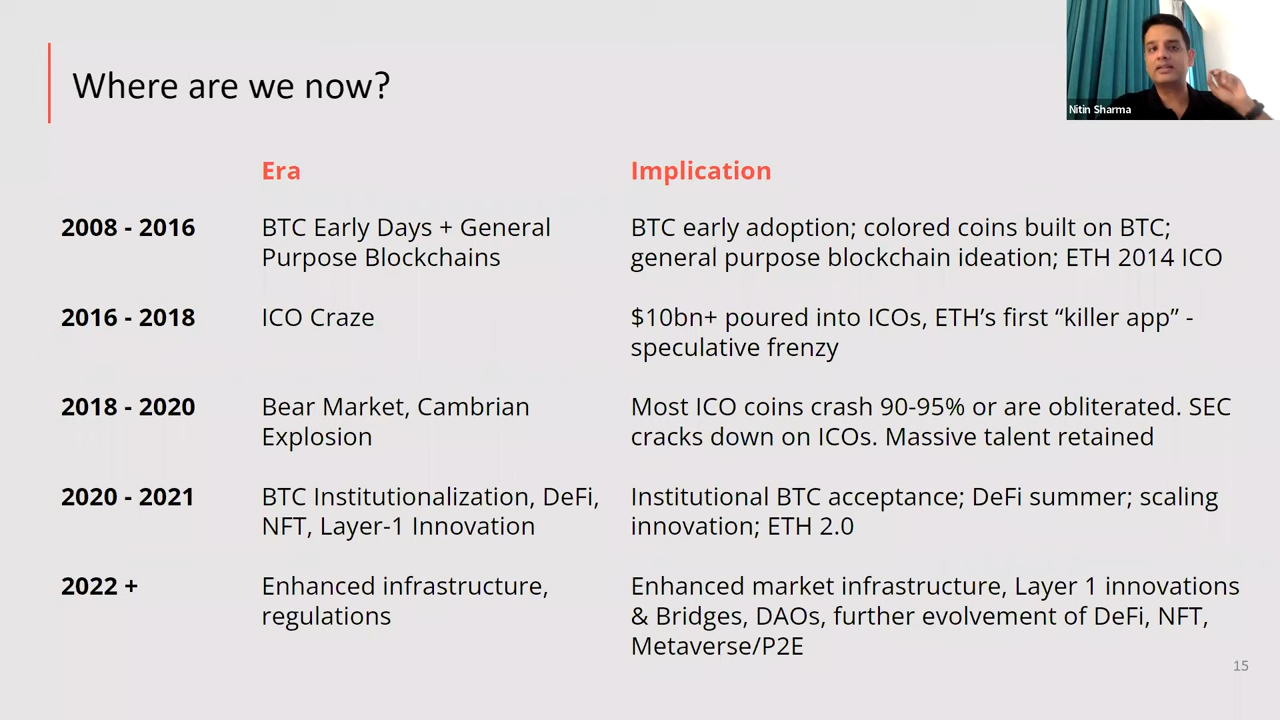 Where are we now?
Nitin Sharma
Era
Implication
2008 - 2016
BTC Early Days + General
Purpose Blockchains
BTC early adoption; colored coins built on BTC;
general purpose blockchain ideation; ETH 2014 ICO
2016 - 2018
ICO Craze
$10bn+ poured into ICOs, ETH’s first “killer app” -
speculative frenzy
2018 - 2020
Bear Market, Cambrian
Explosion
Most ICO coins crash 90-95% or are obliterated. SEC
cracks down on ICOs. Massive talent retained
2020 - 2021
BTC Institutionalization, DeFi,
NFT, Layer-1 Innovation
Institutional BTC acceptance; DeFi summer; scaling
innovation; ETH 2.0
2022 +
Enhanced infrastructure,
regulations
Enhanced market infrastructure, Layer 1 innovations
& Bridges, DAOs, further evolvement of DeFi, NFT,
Metaverse/P2E
15